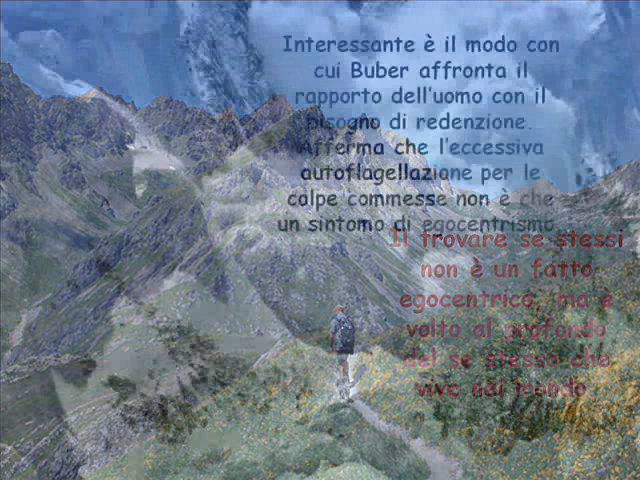 Interessante è il modo con
cui Buber affronta il
rapporto dell'uomo con il
bisogno di redenzione.
Afferma che l'eccessiva
autoflagellazione per le
colpe commesse non è che
un sintomo di egocentrismo
Il trovare se stessi
non è un fatto
egocentrico, ma è
volto al profondo
del se stesso che
vive nel mondo